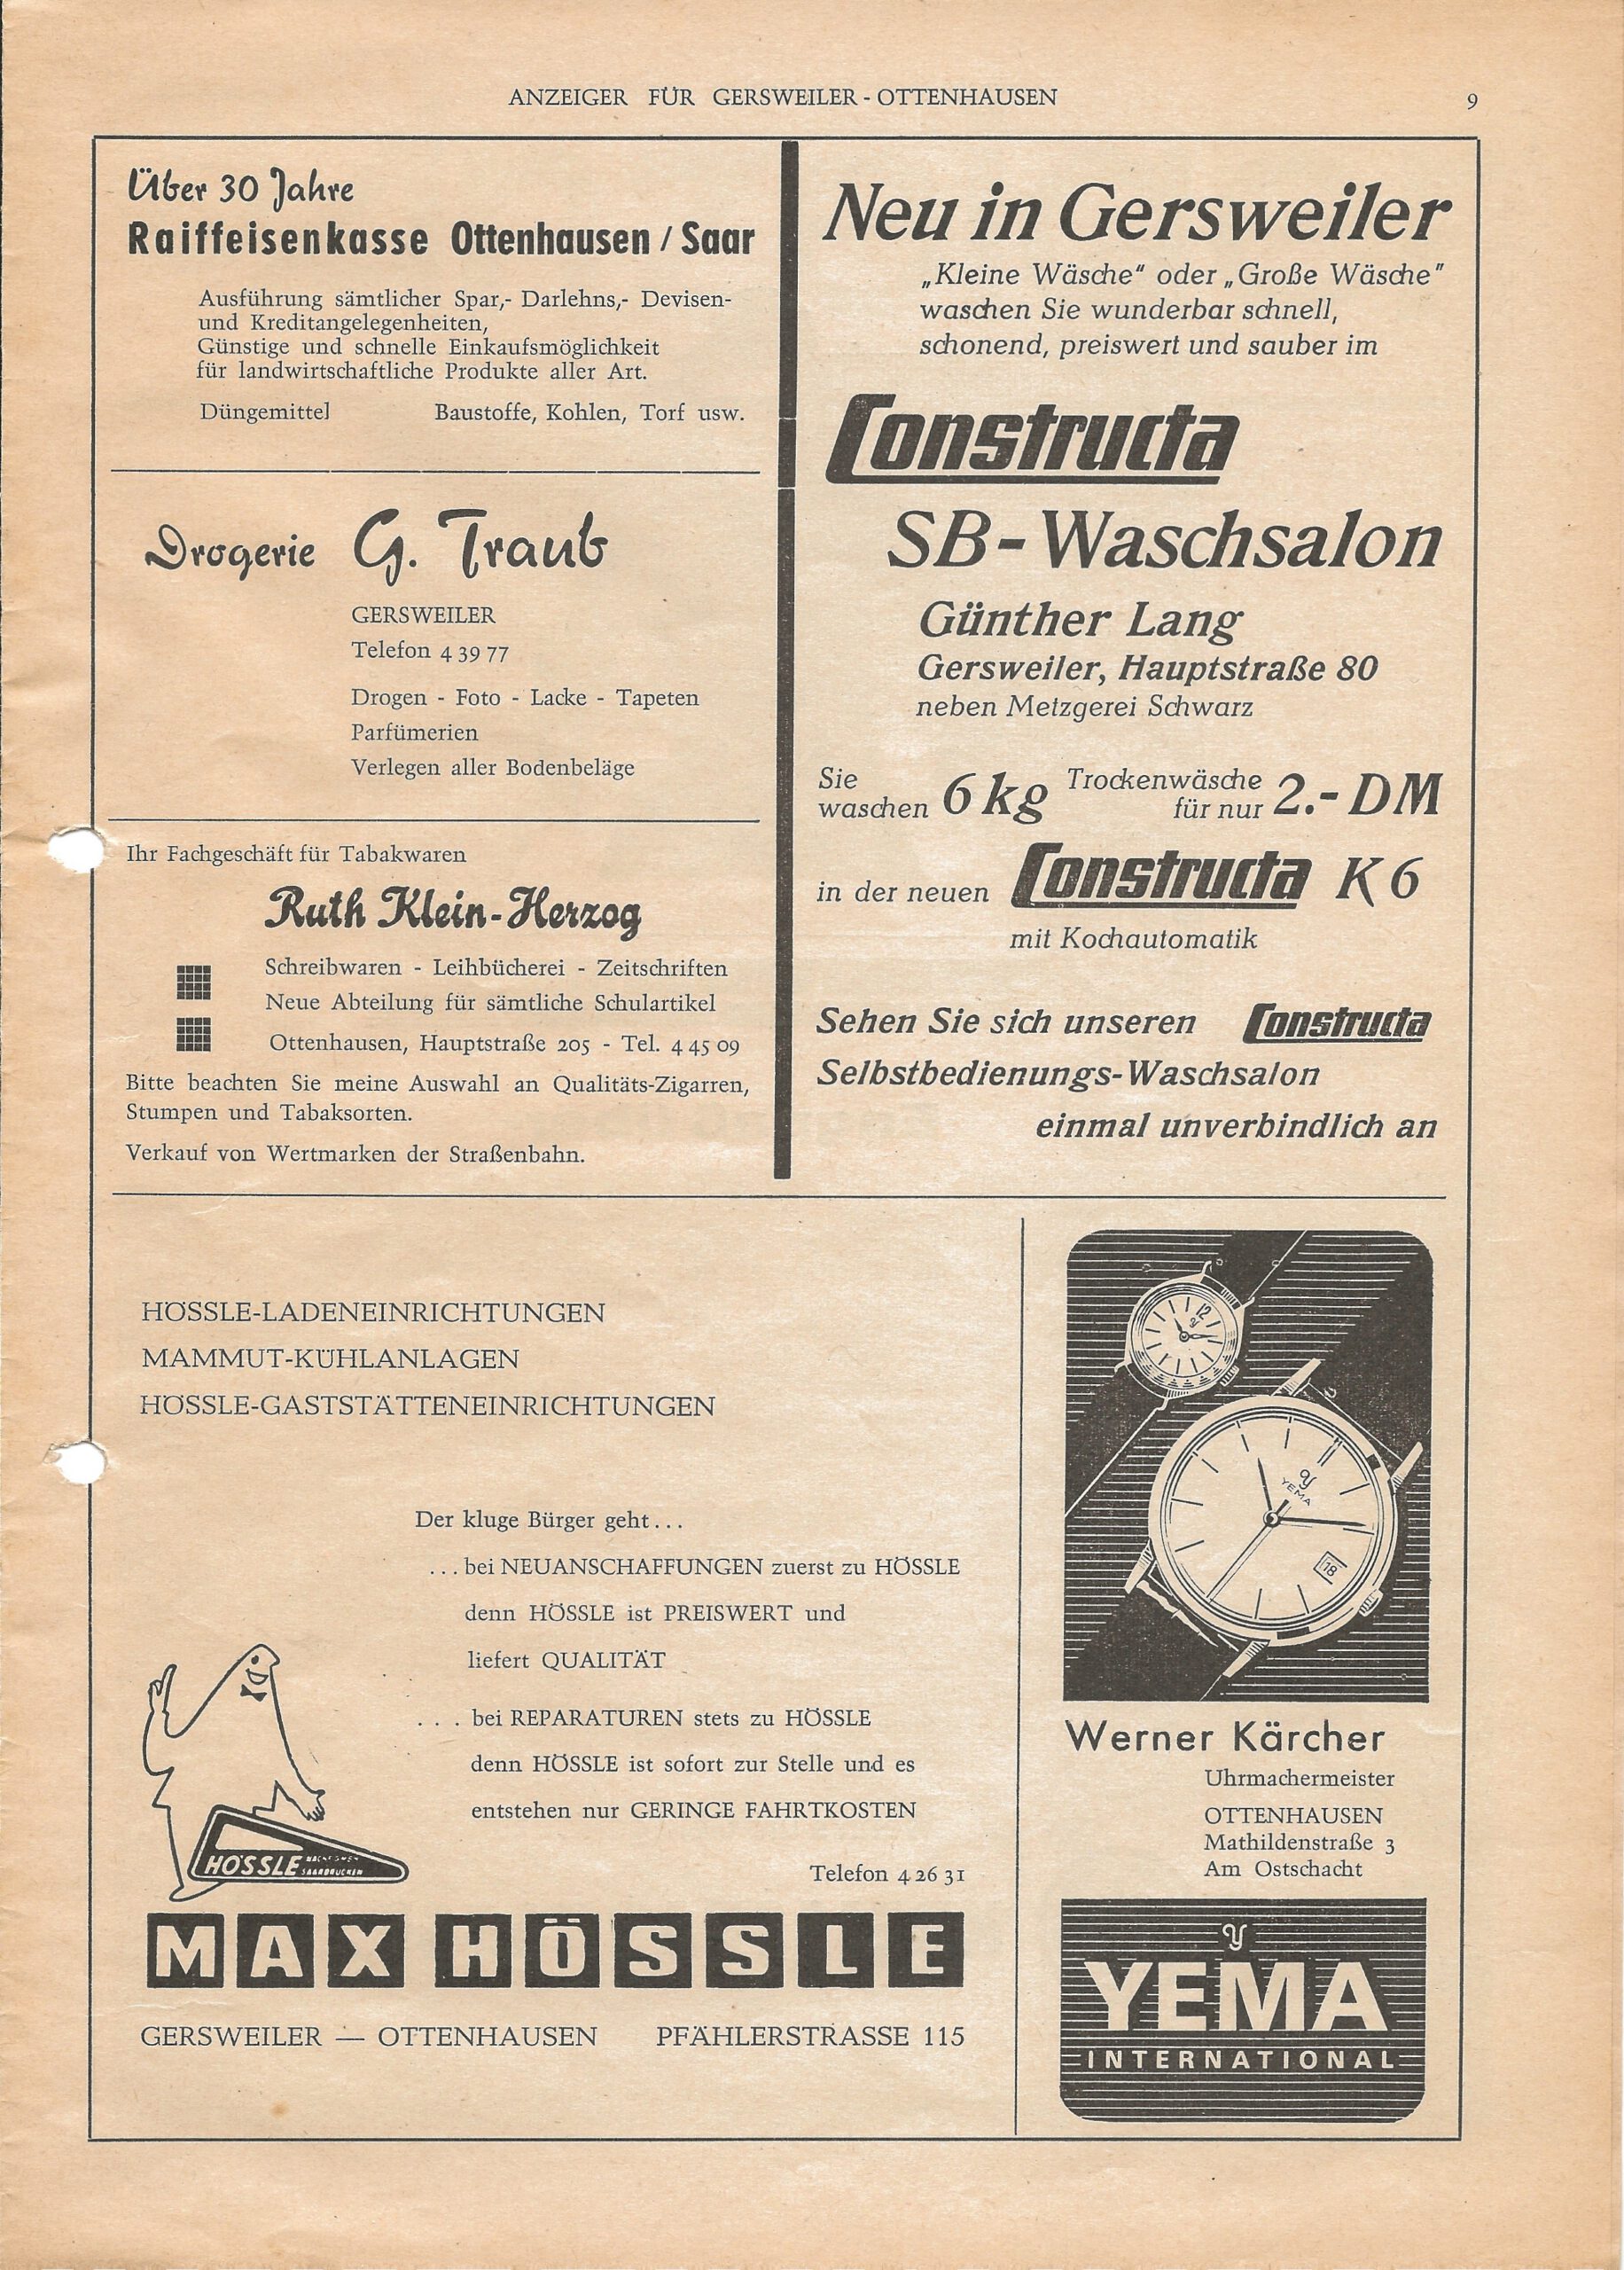 ANZEIGER FÜR GERSWEILER - OTTENHAUSEN
9
Über 30 Jahre
Raiffeisenkasse Ottenhausen / Saar
Ausführung sämtlicher Spar,- Darlehns,- Devisen-
und Kreditangelegenheiten,
Günstige und schnelle Einkaufsmöglichkeit
für landwirtschaftliche Produkte aller Art.
Düngemittel Baustoffe, Kohlen, Torf usw.
Drogerie G. Traub
GERSWEILER
Telefon 4 39 77
Drogen - Foto - Lacke - Tapeten
Parfümerien
Verlegen aller Bodenbeläge
Ihr Fachgeschäft für Tabakwaren
Ruth Klein-Herzog
Schreibwaren - Leihbücherei - Zeitschriften
Neue Abteilung für sämtliche Schulartikel
Ottenhausen, Hauptstraße 205 - Tel. 4 45 09
Bitte beachten Sie meine Auswahl an Qualitäts-Zigarren,
Stumpen und Tabaksorten.
Verkauf von Wertmarken der Straßenbahn.
Neu in Gersweiler
„Kleine Wäsche“ oder „Große Wäsche"
waschen Sie wunderbar schnell,
schonend, preiswert und sauber im
Constructa
SB-Waschsalon
Günther Lang
Gersweiler, Hauptstraße 80
neben Metzgerei Schwarz
Sie waschen 6 kg Trockenwäsche für nur 2.- DM
in der neuen Constructa K 6
mit Kochautomatik
Sehen Sie sich unseren Constructa
Selbstbedienungs-Waschsalon
einmal unverbindlich an
HÖSSLE-LADENEINRICHTUNGEN
MAMMUT-KÜHLANLAGEN
HÖSSLE-GASTSTÄTTENEINRICHTUNGEN
Der kluge Bürger geht...
...bei NEUANSCHAFFUNGEN zuerst zu HÖSSLE
denn HÖSSLE ist PREISWERT und
liefert QUALITÄT
. . . bei REPARATUREN stets zu HÖSSLE
denn HÖSSLE ist sofort zur Stelle und es
entstehen nur GERINGE FAHRTKOSTEN
HÖSSLE
SAARBRÜCKEN
Telefon 4 26 31
MAX HÖSSLE
GERSWEILER — OTTENHAUSEN PFÄHLERSTRASSE 115
12
YEMA
18
Werner Kärcher
Uhrmachermeister
OTTENHAUSEN
Mathildenstraße 3
Am Ostschacht
YEMA
INTERNATIONAL